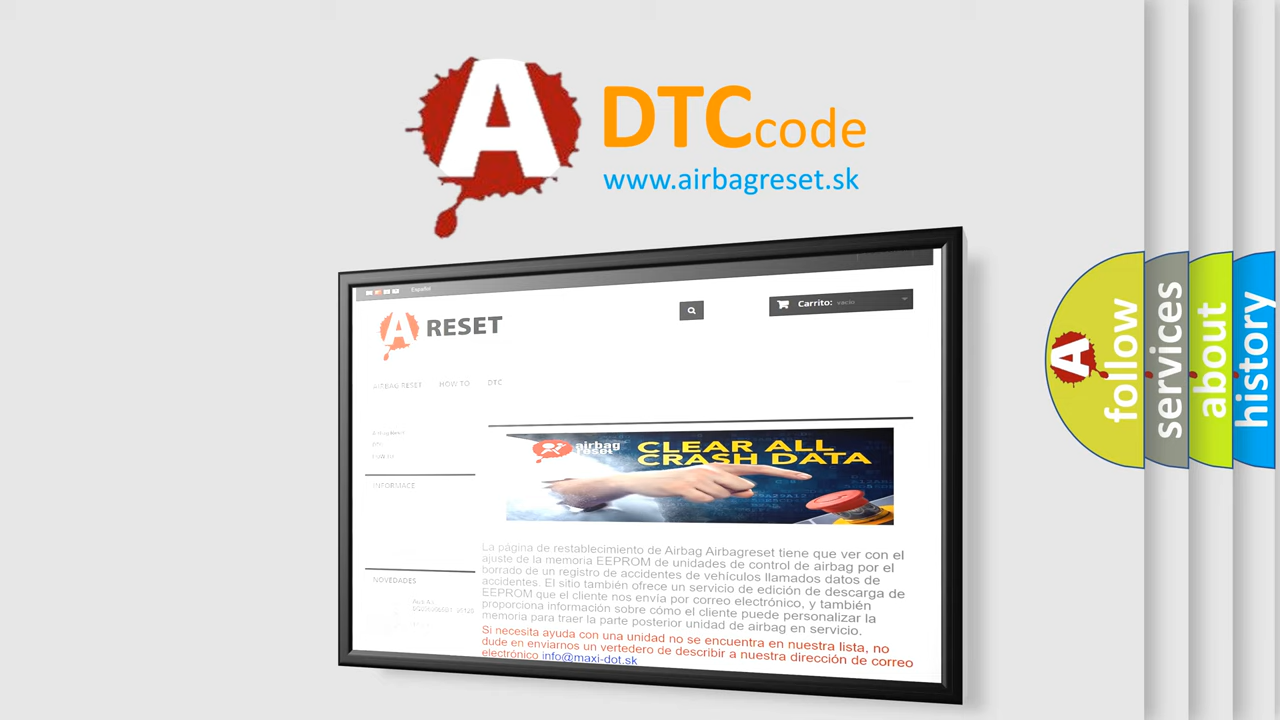 A
DTCcode
www.airbagreset.sk
Español
A RESET
Carrito: vacío
AIRBAG RESET HOW TO DTC
INFORMACE
NOVEDADES
airbag
reset
CLEAR ALL
CRASH DATA
La página de restablecimiento de Airbag Airbagreset tiene que ver con el
ajuste de la memoria EEPROM de unidades de control de airbag por el
borrado de un registro de accidentes de vehículos llamados datos de
accidentes. El sitio también ofrece un servicio de edición de descarga de
EEPROM que el cliente nos envía por correo electrónico, y también
proporciona información sobre cómo el cliente puede personalizar la
memoria para traer la parte posterior unidad de airbag en servicio.
Si necesita ayuda con una unidad no se encuentra en nuestra lista, no
dude en enviarnos un vertedero de describir a nuestra dirección de correo
electrónico info@maxi-dot.sk
A
follow
services
about
history